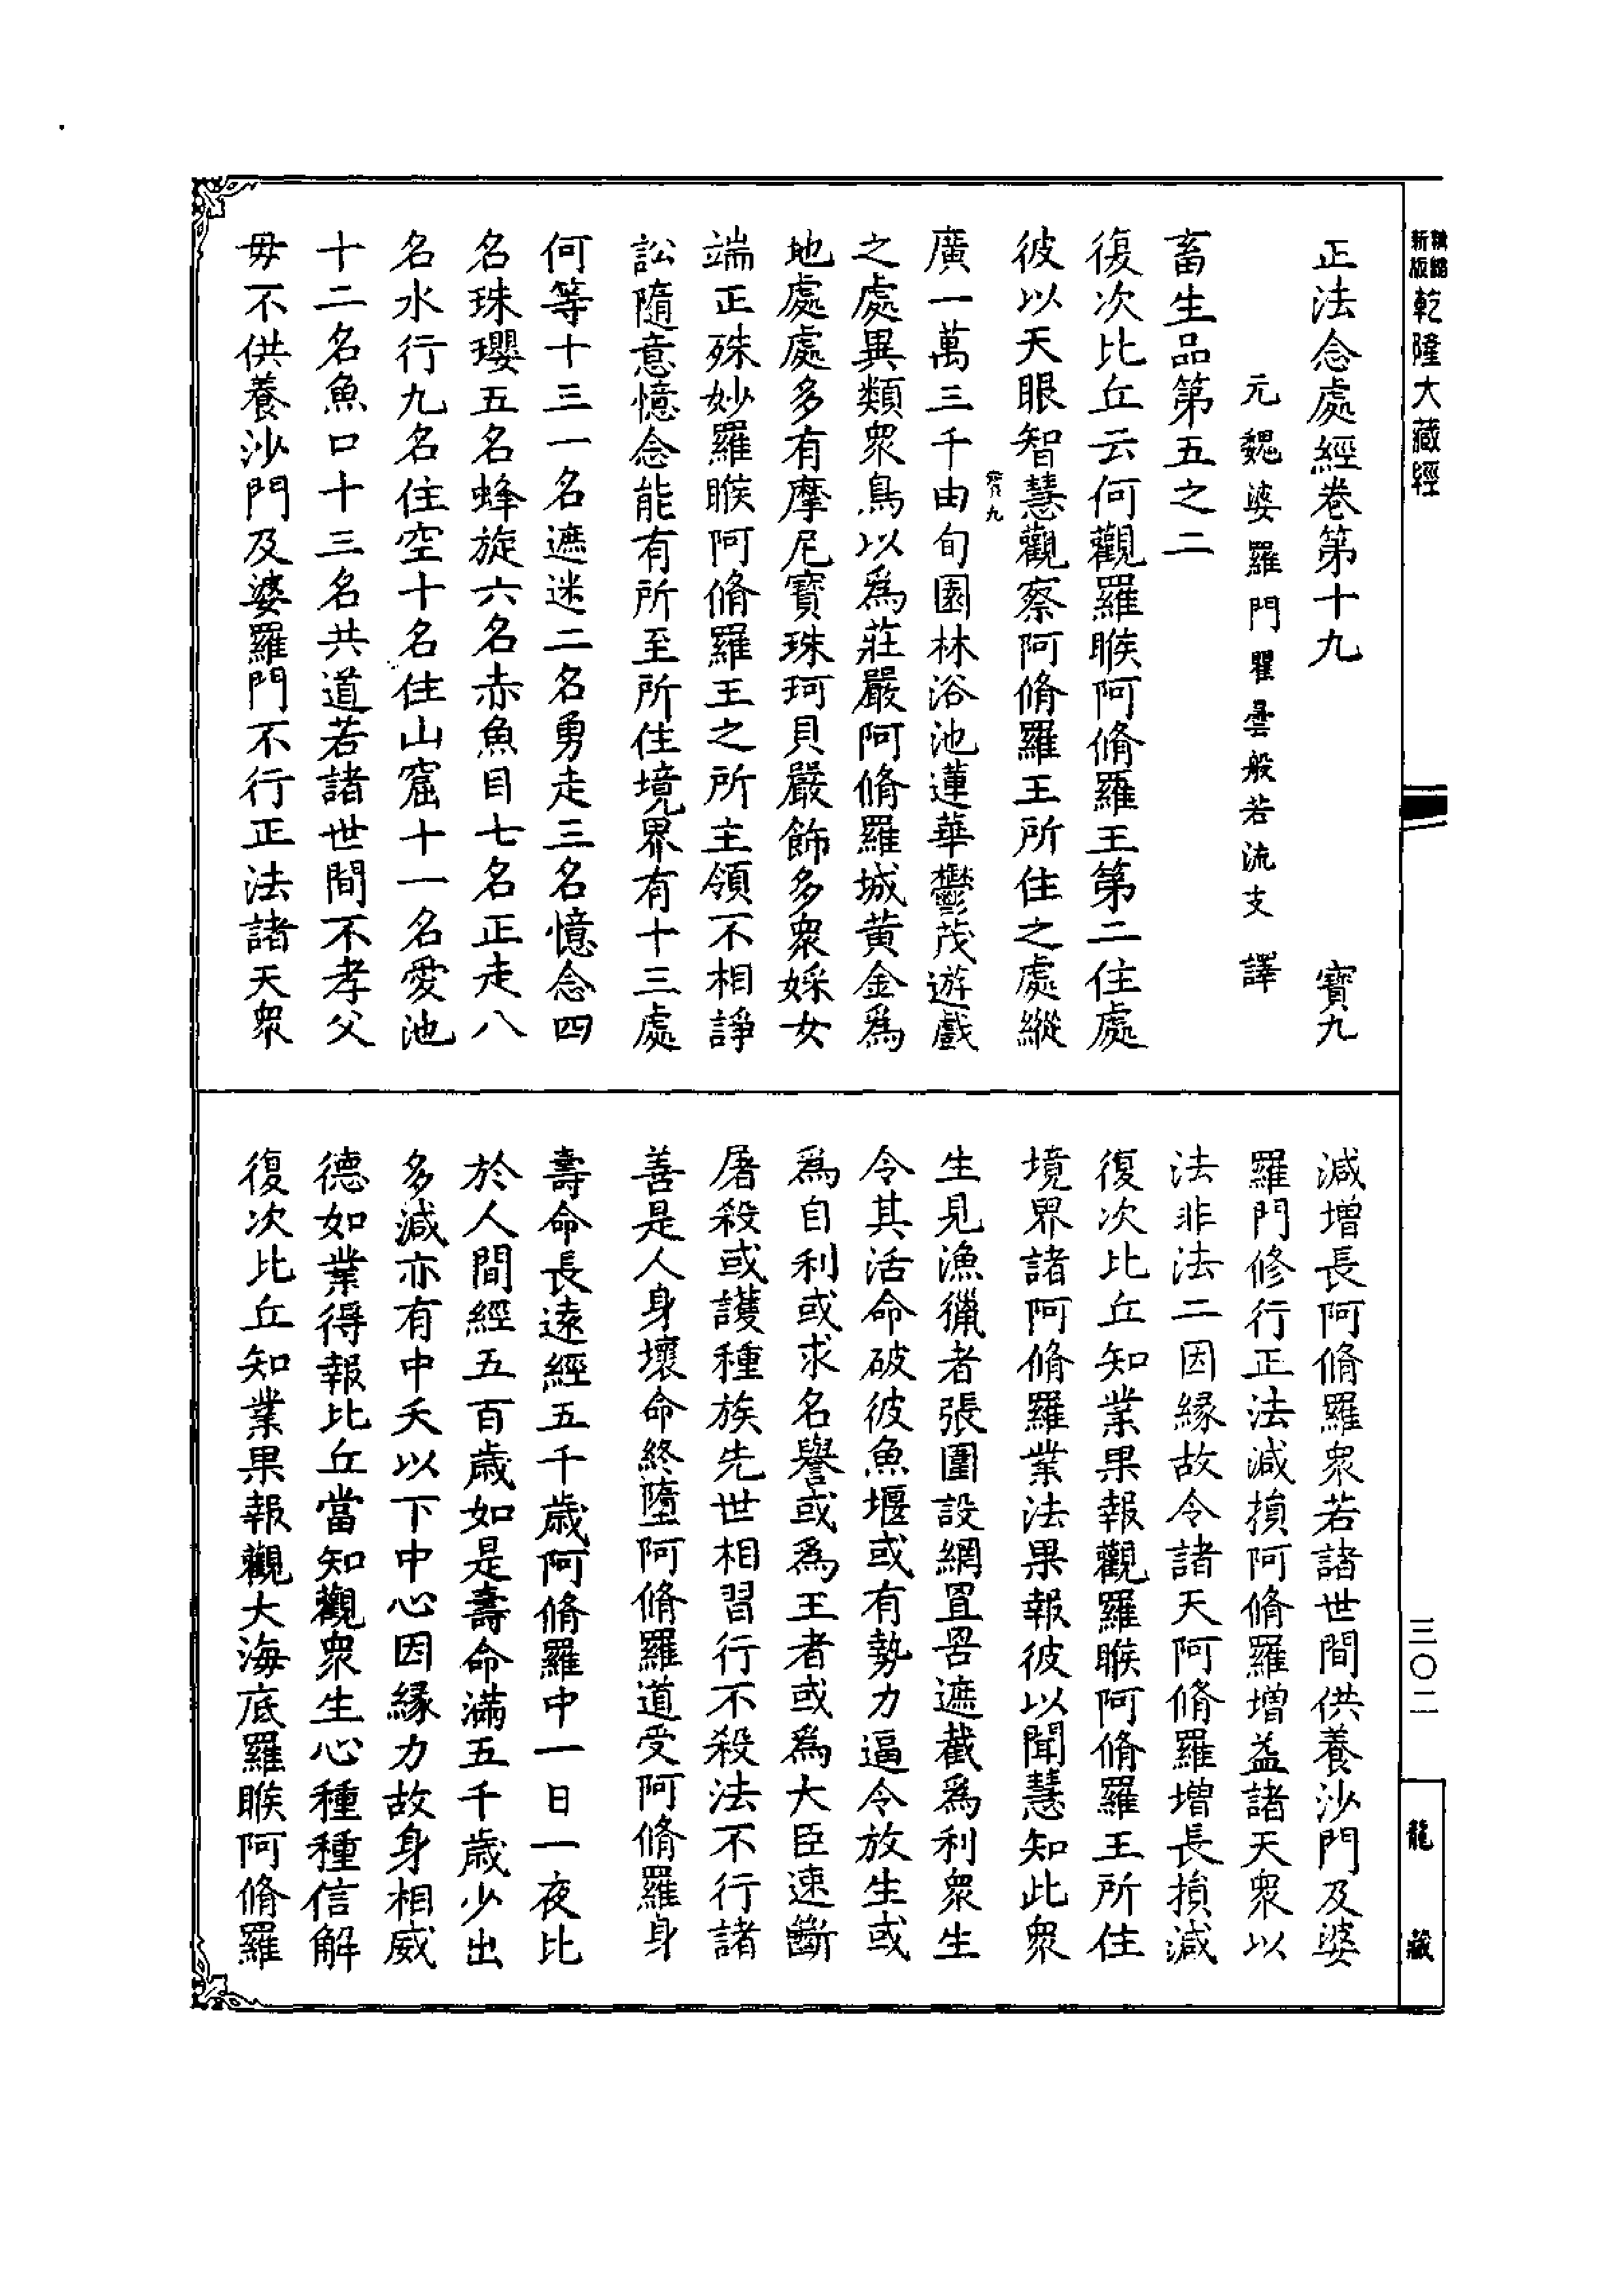 乾隆大藏經
正法念處經卷第十九 寶九
元魏婆羅門瞿曇般若流支譯
畜生品第五之二
復次比丘云何觀羅睺阿脩羅王第二住處
彼以天眼智慧觀察阿脩羅王所住之處縱
廣一萬三千由旬園林浴池蓮華鬱茂遊戲
之處異類衆鳥以爲莊嚴阿脩羅城黃金爲
地處處多有摩尼寶珠珂貝嚴飾多衆婇女
端正殊妙羅睺阿脩羅王之所主領不相諍
訟隨意憶念能有所至所住境界有十三處
何等十三一名遮迷二名勇走三名憶念四
名珠瓔五名蜂旋六名赤魚目七名正走八
名水行九名住空十名住山窟十一名愛池
十二名魚口十三名共道若諸世間不孝父
毋不供養沙門及婆羅門不行正法諸天衆
減增長阿脩羅衆若諸世間供養沙門及婆
羅門修行正法減損阿脩羅增益諸天衆以
法非法二因緣故令諸天阿脩羅增長損減
復次比丘知業果報觀羅睺阿脩羅王所住
境界諸阿脩羅業法果報彼以聞慧知此衆
生見漁獵者張圍設網罝罟遮截爲利衆生
令其活命破彼魚堰或有勢力逼令放生或
爲自利或求名譽或爲王者或爲大臣速斷
屠殺或護種族先世相習行不殺法不行諸
善是人身壞命終墮阿脩羅道受阿脩羅身
壽命長遠經五千歲阿脩羅中一日一夜比
於人間經五百歲如是壽命滿五千歲少出
多減亦有中夭以下中心因緣力故身相威
德如業得報比丘當知觀衆生心種種信解
復次比丘知業果報觀大海底羅睺阿脩羅
三〇二
龍藏